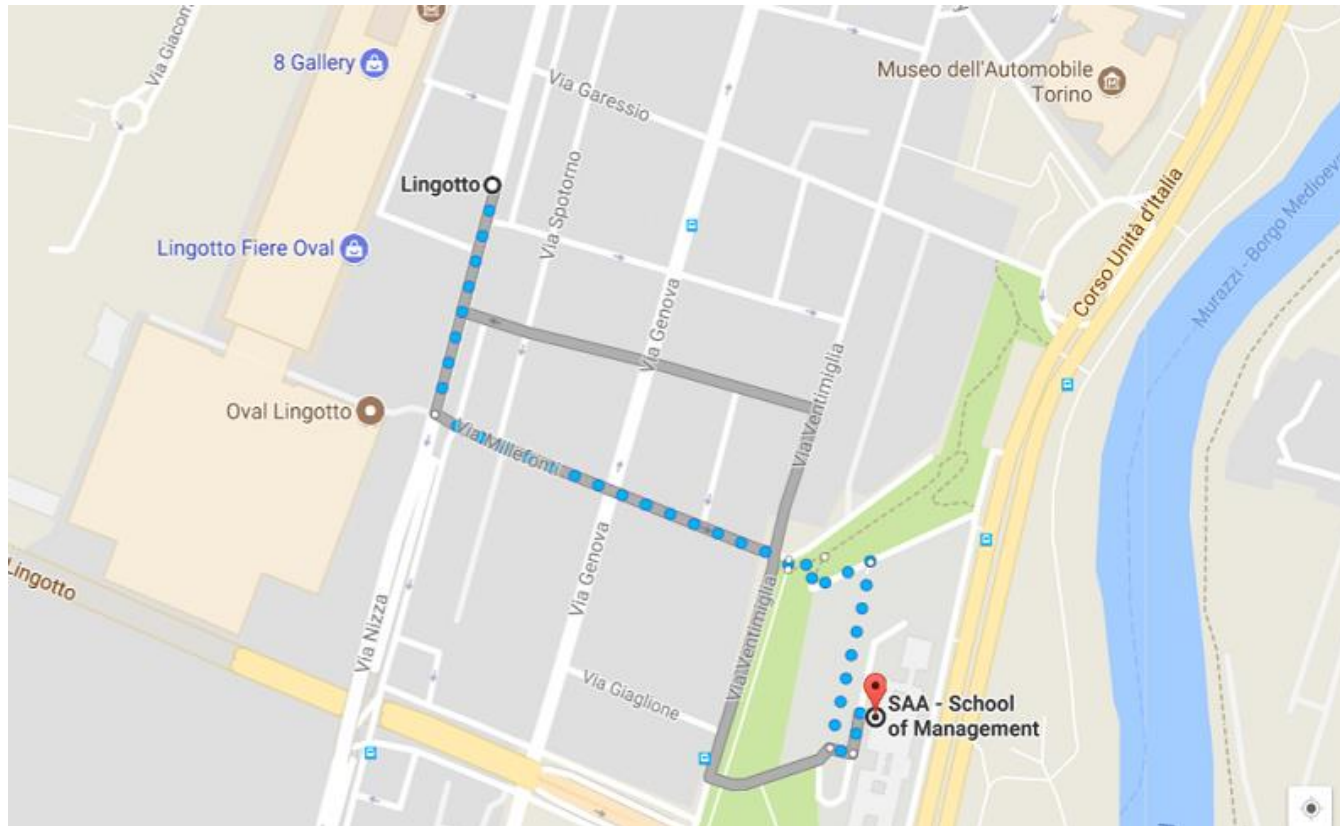 Via Giacom
8 Gallery
Via Garessio
Museo dell'Automobile
Torino
Lingotto
Via Spotorno
Lingotto Fiere Oval
Corso Unità d'Italia
Murazzi - Borgo Medioev
Via Genova
Via Ventimiglia
Oval Lingotto
Via Millefonti
Via Genova
Lingotto
Via Nizza
Via Ventimiglia
Via Giaglione
SAA - School
of Management